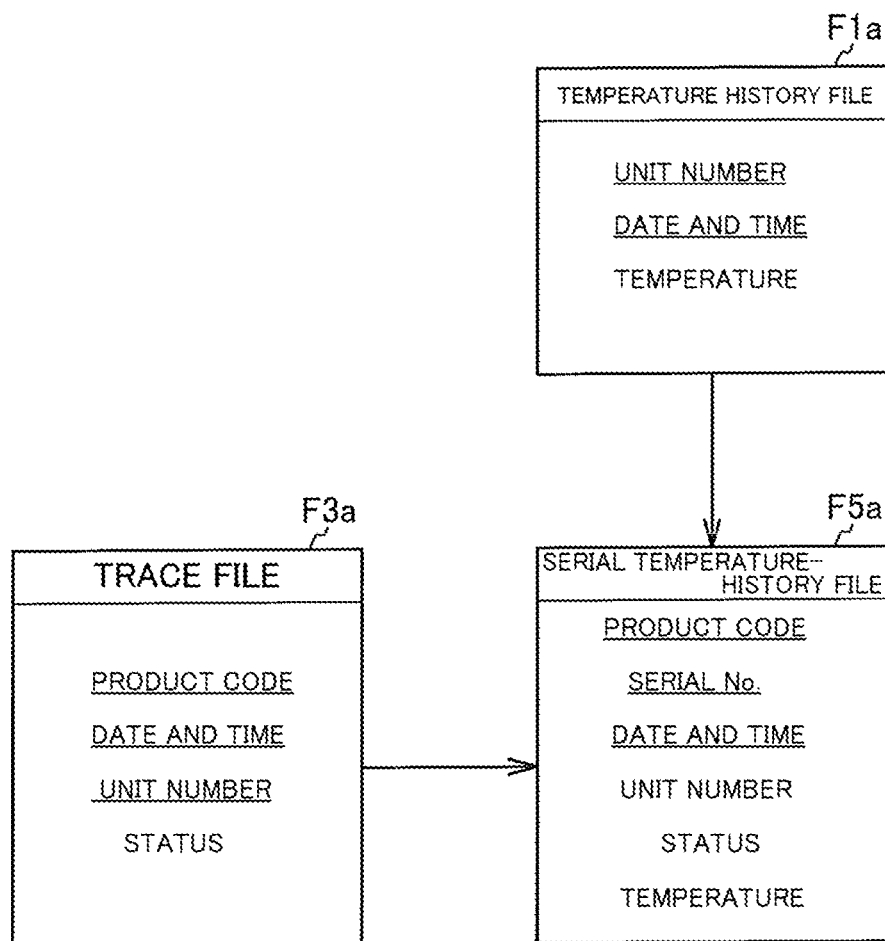 F1a
TEMPERATURE HISTORY FILE
UNIT NUMBER
DATE AND TIME
TEMPERATURE
F3a
TRACE FILE
PRODUCT CODE
DATE AND TIME
UNIT NUMBER
STATUS
F5a
SERIAL TEMPERATURE-
HISTORY FILE
PRODUCT CODE
SERIAL No.
DATE AND TIME
UNIT NUMBER
STATUS
TEMPERATURE